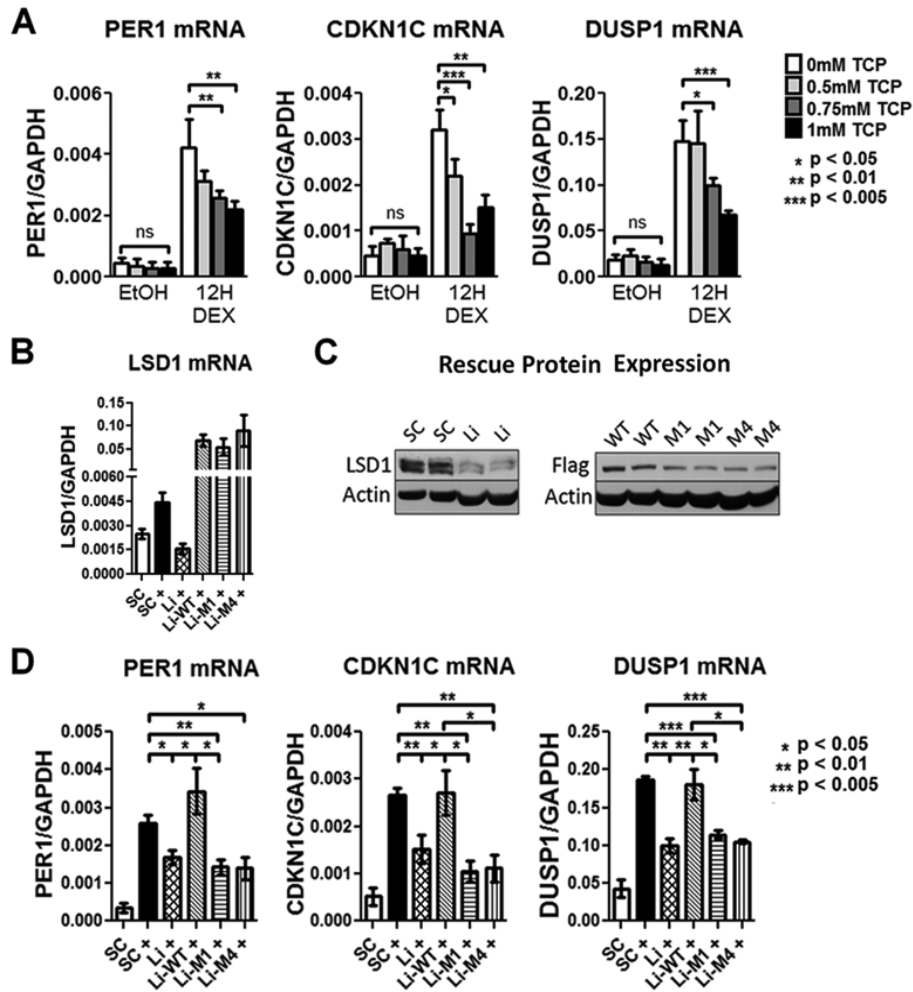 A
PER1 mRNA
PER1/GAPDH
0.006
0.004
0.002
0.000
ns
**
**
EtOH
12H
DEX
CDKN1C mRNA
CDKN1C/GAPDH
0.004
0.003
0.002
0.001
0.000
ns
**
***
*
EtOH
12H
DEX
DUSP1 mRNA
DUSP1/GAPDH
0.20
0.15
0.10
0.05
0.00
ns
***
*
EtOH
12H
DEX
0mM TCP
0.5mM TCP
0.75mM TCP
1mM TCP
* p < 0.05
** p < 0.01
*** p < 0.005
B
LSD1 mRNA
LSD1/GAPDH
0.15
0.10
0.05
0.0060
0.0045
0.0030
0.0015
0.0000
SC
SC +
Li +
Li-WT +
Li-M1 +
Li-M4 +
C
Rescue Protein Expression
SC SC Li Li
LSD1
Actin
WT WT M1 M1 M4 M4
Flag
Actin
D
PER1 mRNA
PER1/GAPDH
0.005
0.004
0.003
0.002
0.001
0.000
*
**
* * *
SC
SC +
Li +
Li-WT +
Li-M1 +
Li-M4 +
CDKN1C mRNA
CDKN1C/GAPDH
0.004
0.003
0.002
0.001
0.000
**
** *
** * *
SC
SC +
Li +
Li-WT +
Li-M1 +
Li-M4 +
DUSP1 mRNA
DUSP1/GAPDH
0.25
0.20
0.15
0.10
0.05
0.00
***
*** *
** ** *
SC
SC +
Li +
Li-WT +
Li-M1 +
Li-M4 +
* p < 0.05
** p < 0.01
*** p < 0.005